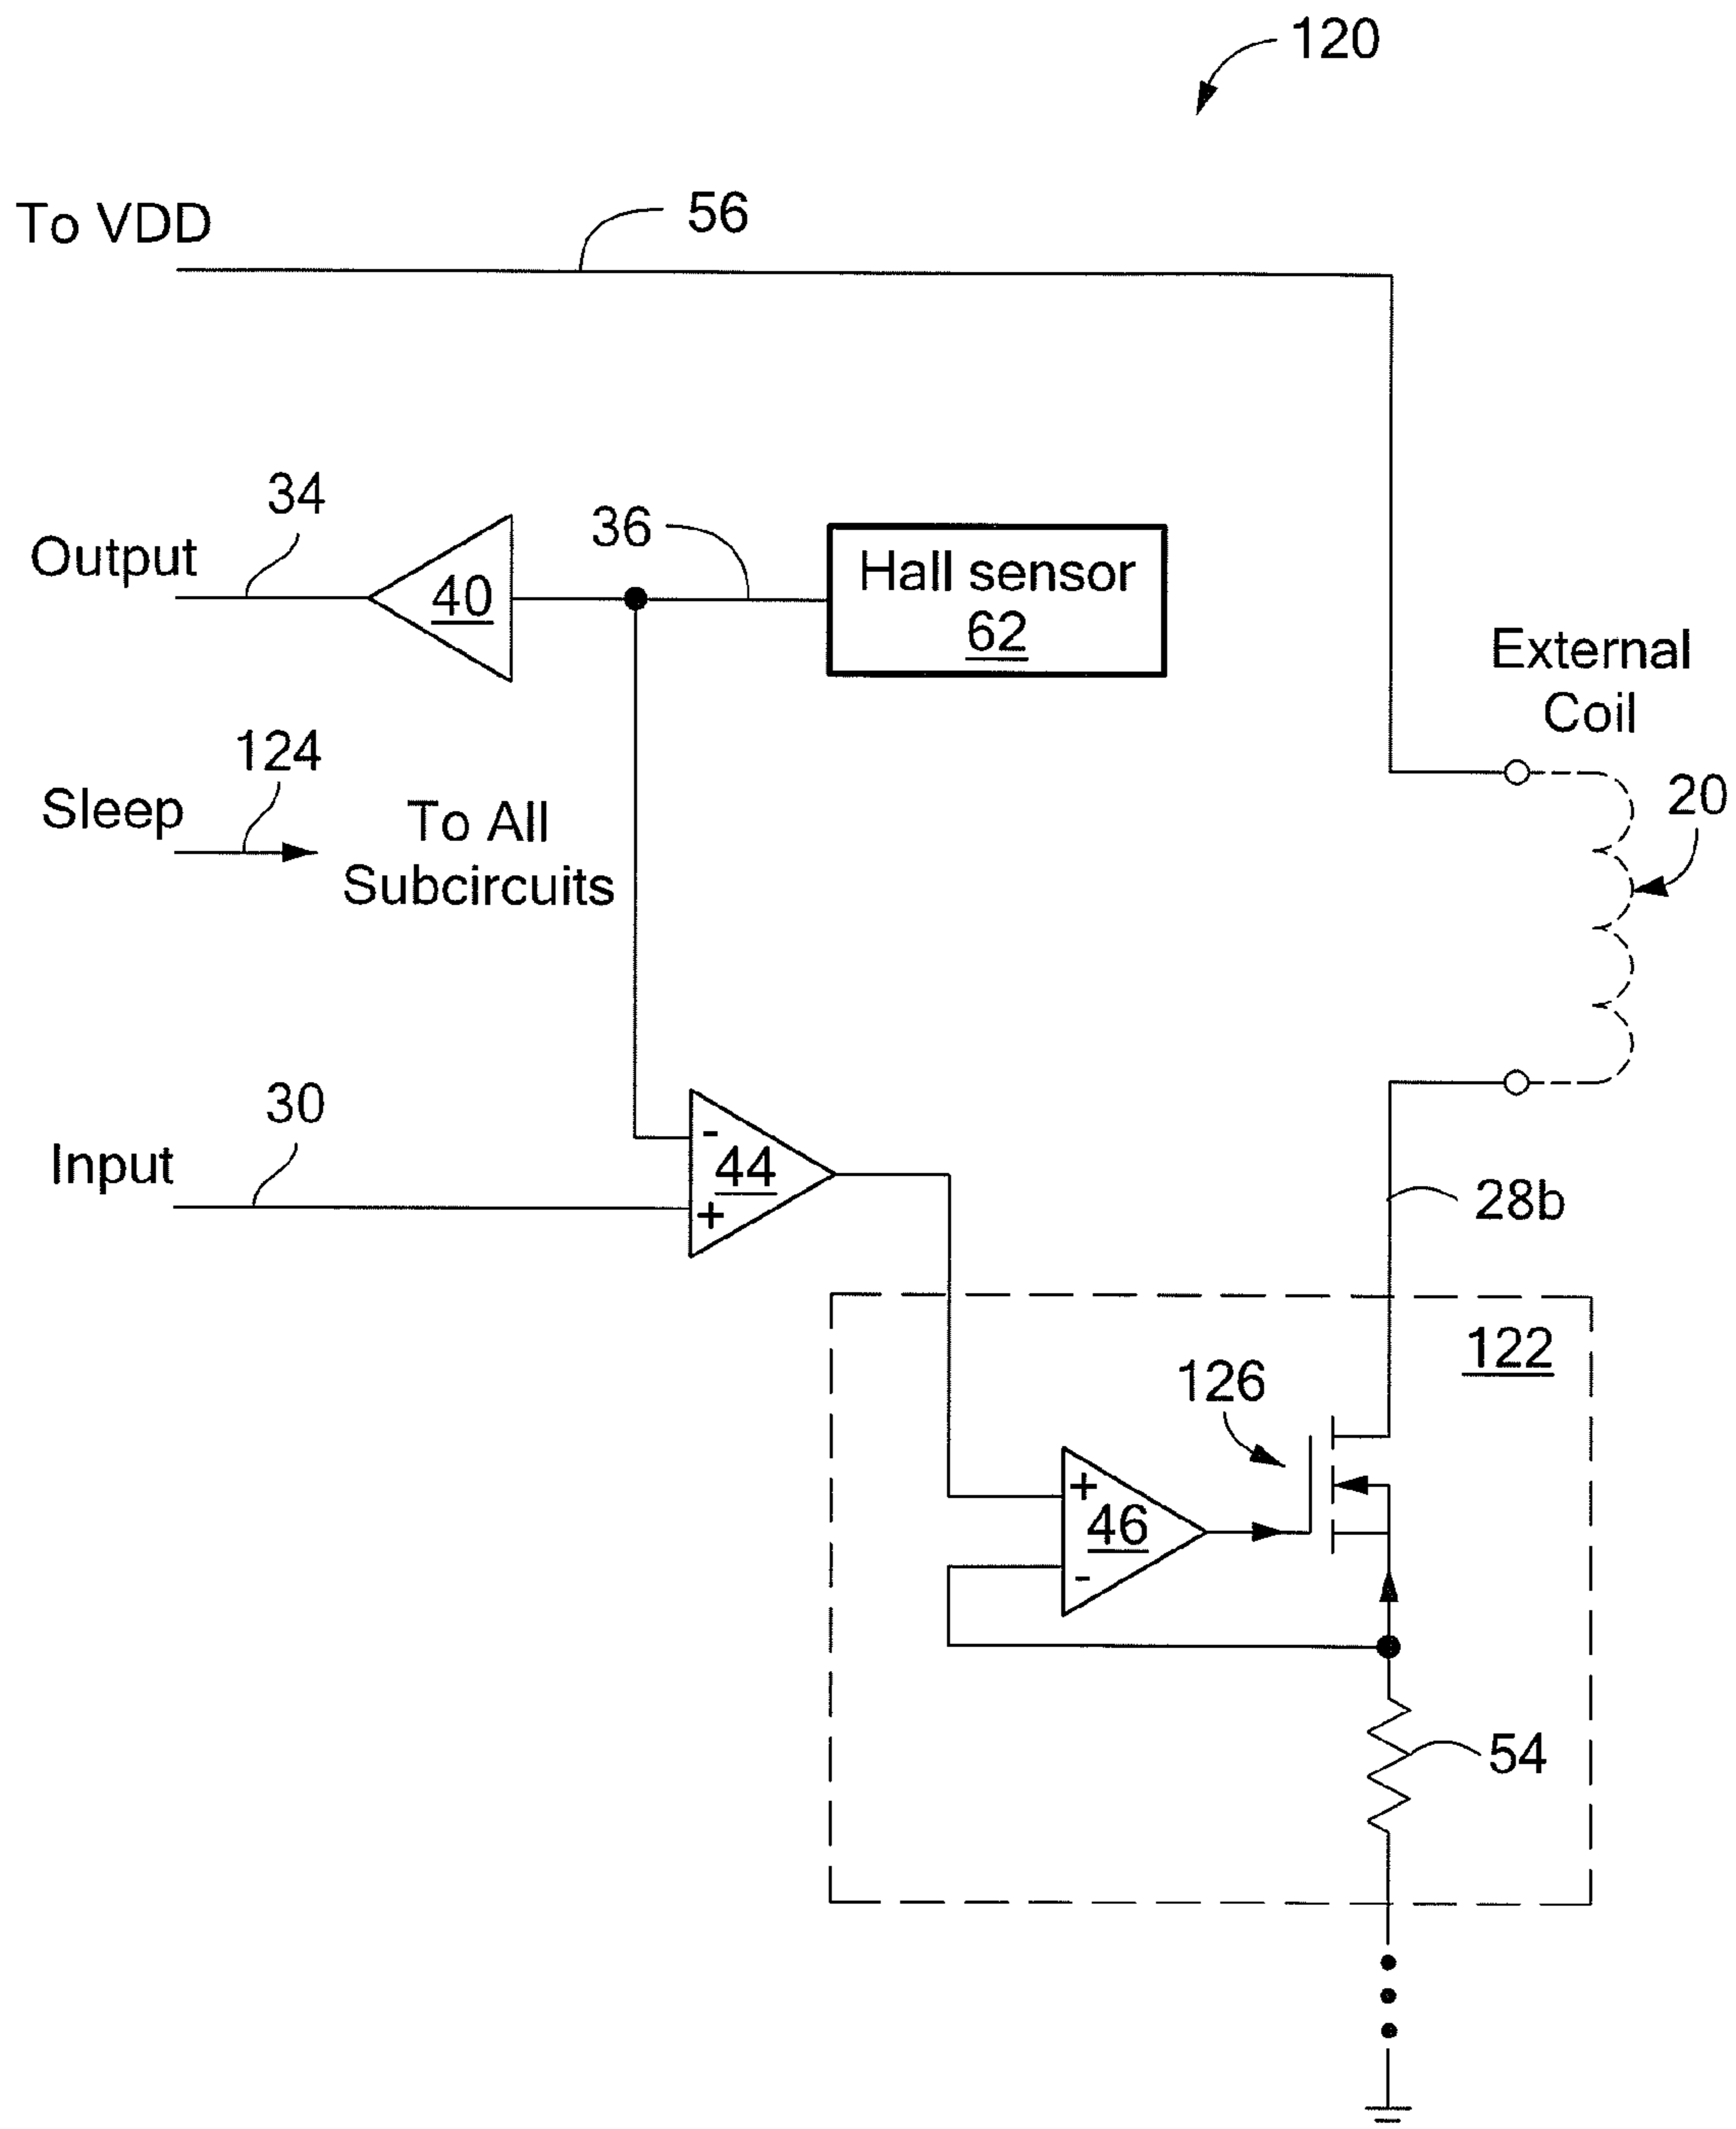 120
To VDD
56
34
Output
40
36
Hall sensor
62
External
Coil
124
Sleep
To All
Subcircuits
20
30
Input
-
44
+
28b
122
126
+
46
-
54